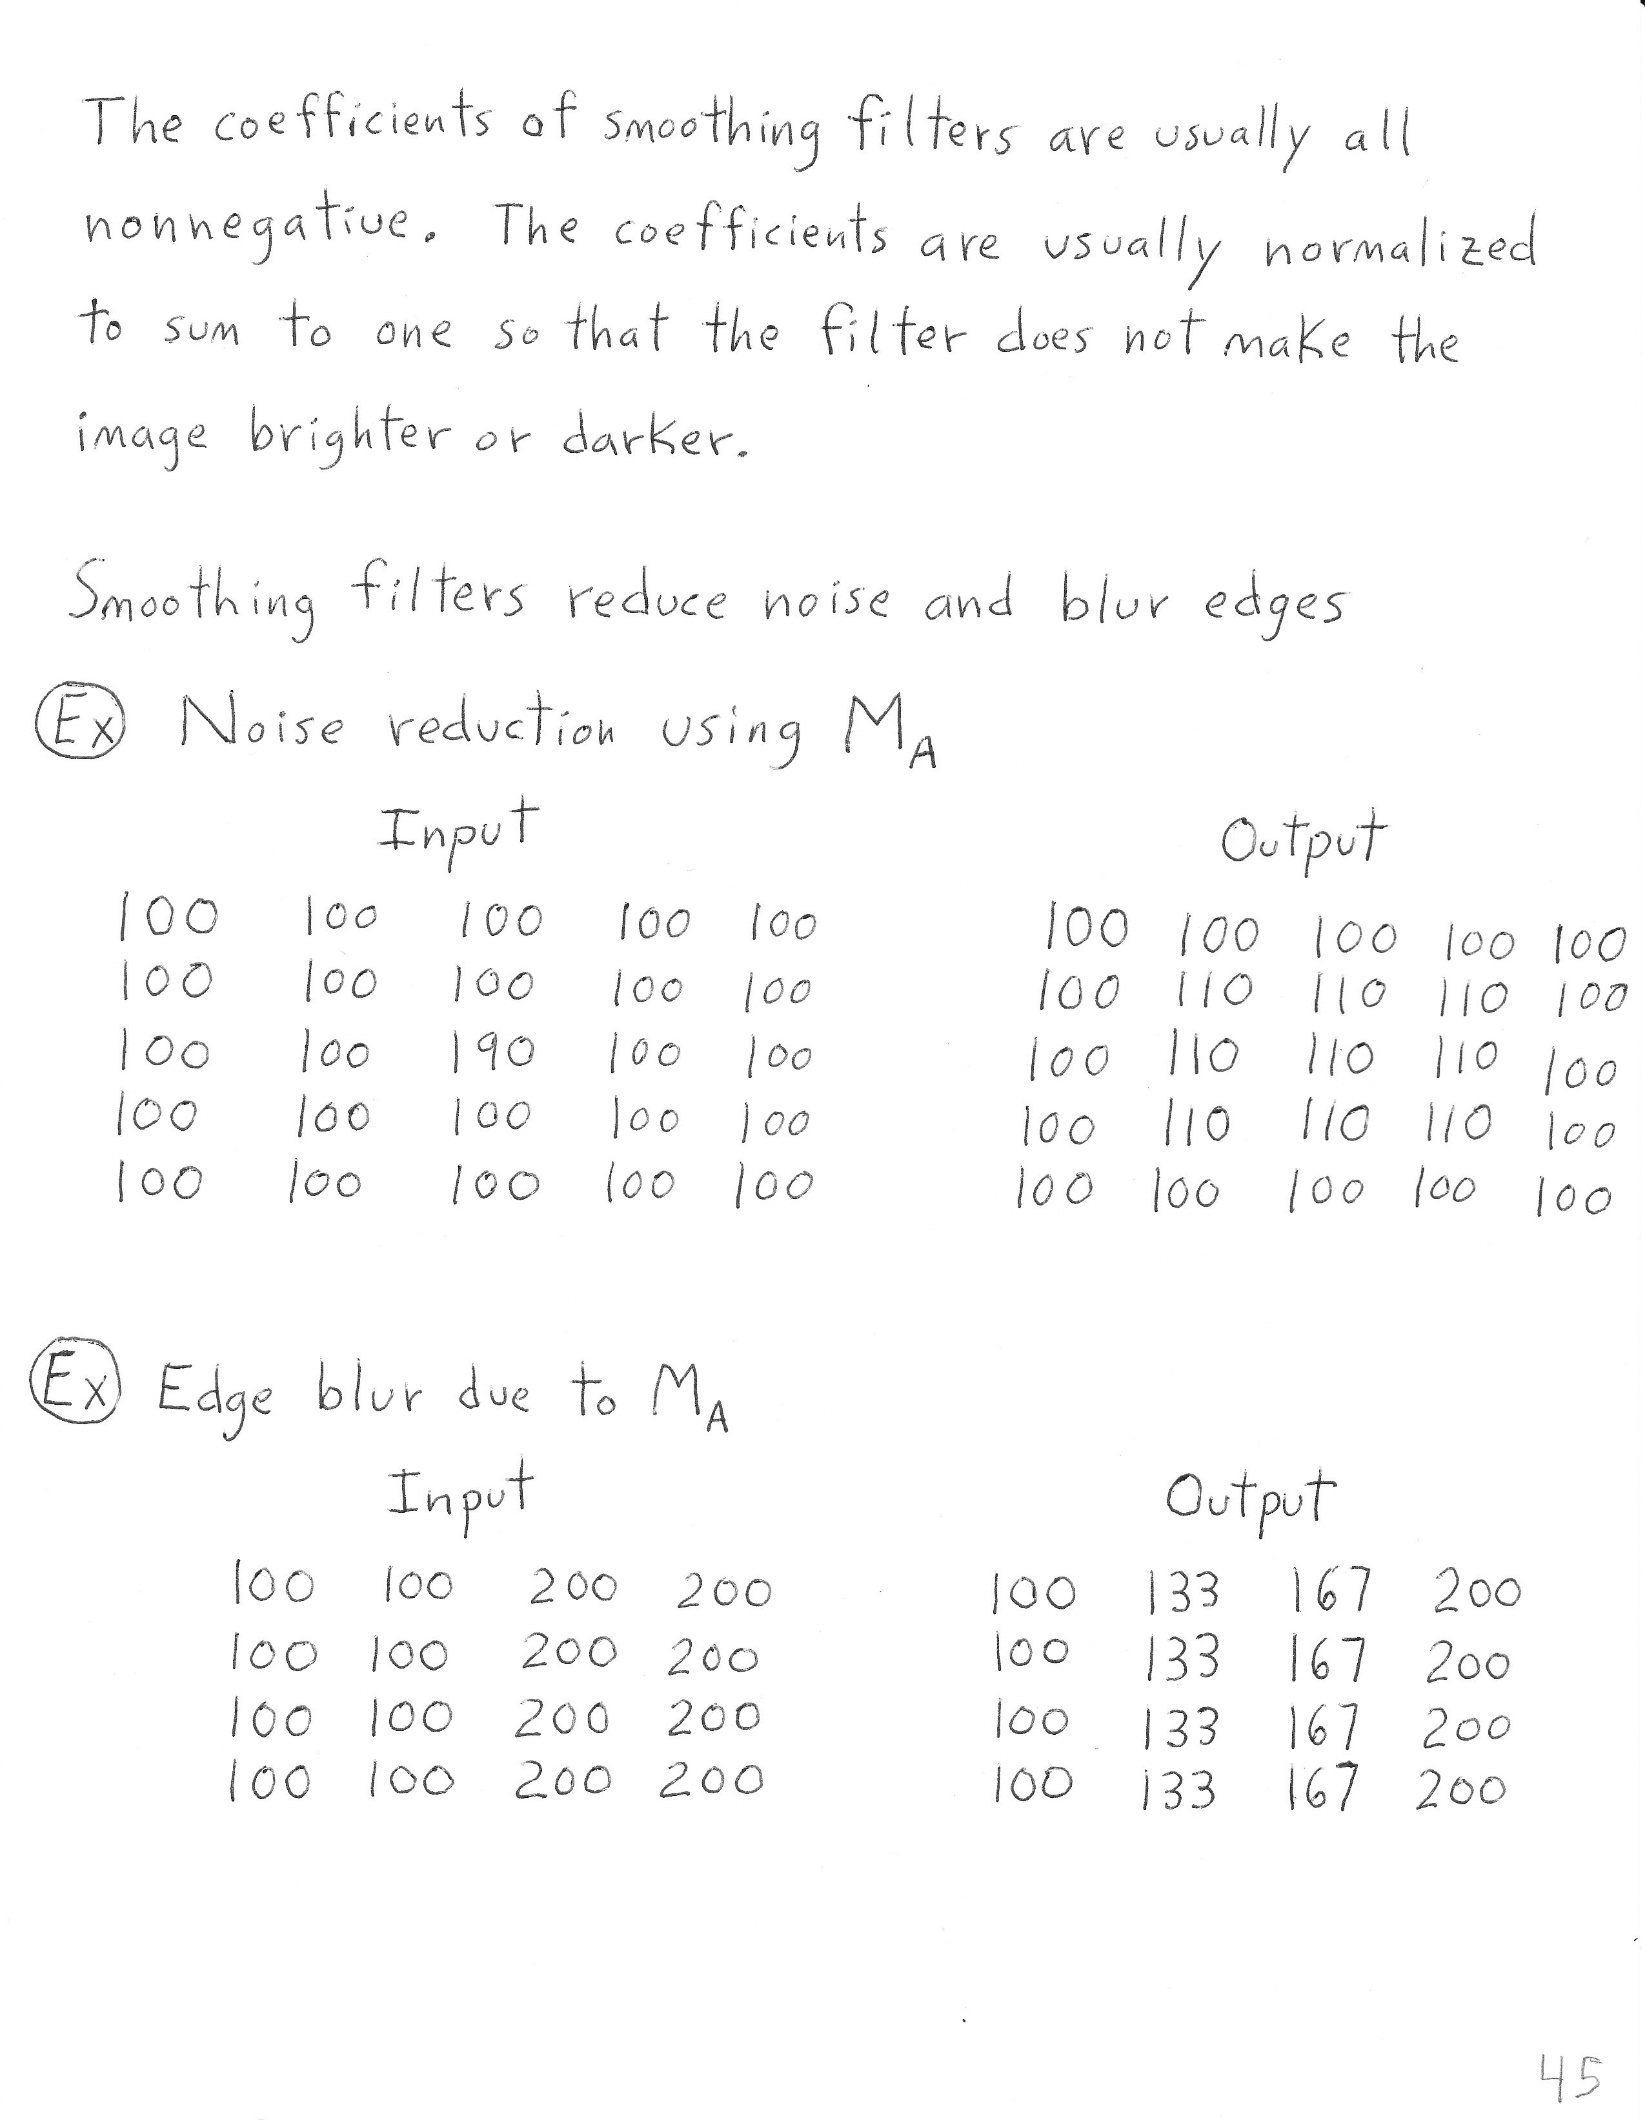 The coefficients of smoothing filters are usually all
nonnegative. The coefficients are usually normalized
to sum to one so that the filter does not make the
image brighter or darker.
Smoothing filters reduce noise and blur edges
Ex Noise reduction using M_A
Input Output
100 100 100 100 100 100 100 100 100 100
100 100 100 100 100 100 110 110 110 100
100 100 190 100 100 100 110 110 110 100
100 100 100 100 100 100 110 110 110 100
100 100 100 100 100 100 100 100 100 100
Ex Edge blur due to M_A
Input Output
100 100 200 200 100 133 167 200
100 100 200 200 100 133 167 200
100 100 200 200 100 133 167 200
100 100 200 200 100 133 167 200
45